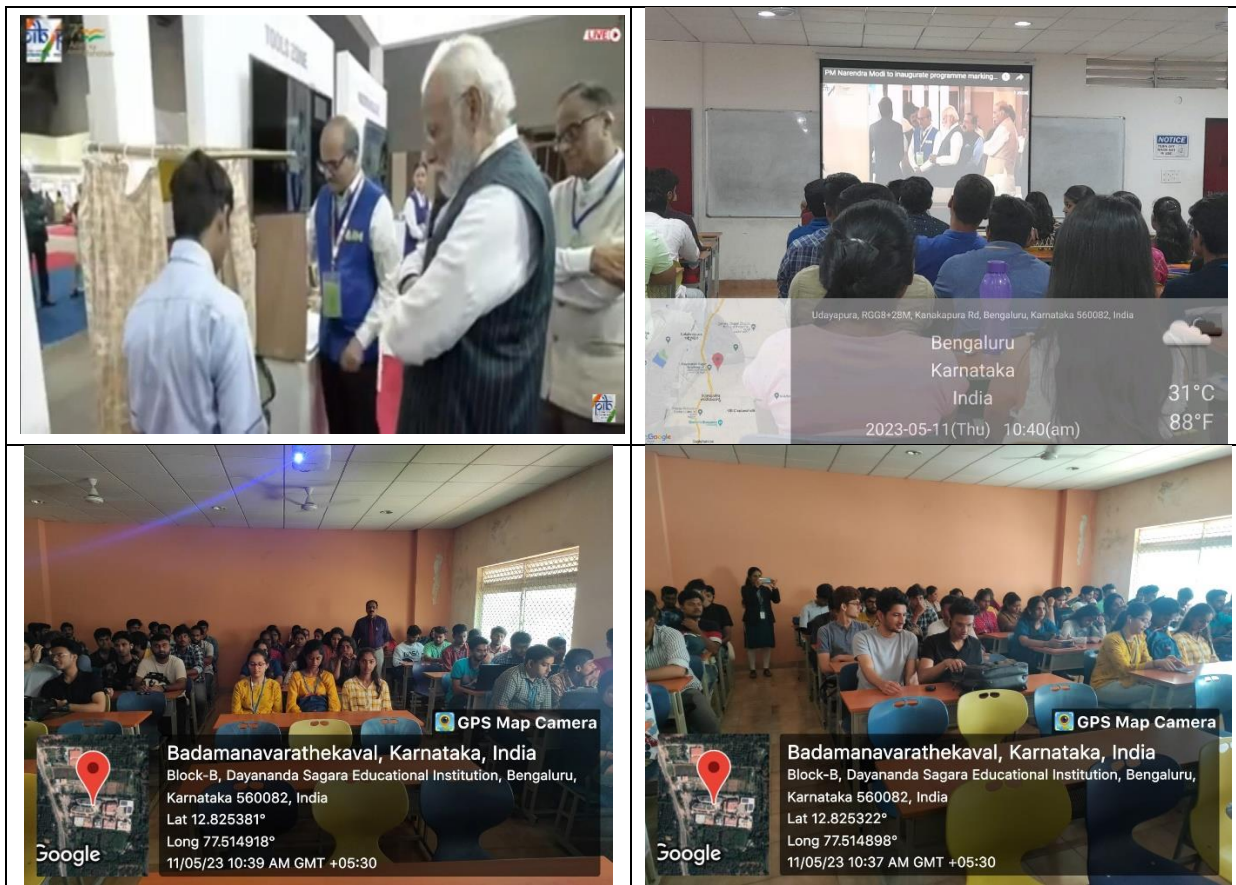 pib
TOOLS ZONE
LIVE
AIM
pib
PM Narendra Modi to inaugurate programme marking...
NOTICE
Udayapura, RGG8+28M, Kanakapura Rd, Bengaluru, Karnataka 560082, India
Bengaluru
Karnataka
India
2023-05-11(Thu) 10:40(am)
31°C
88°F
Google
GPS Map Camera
Badamanavarathekaval, Karnataka, India
Block-B, Dayananda Sagara Educational Institution, Bengaluru,
Karnataka 560082, India
Lat 12.825381°
Long 77.514918°
11/05/23 10:39 AM GMT +05:30
Google
GPS Map Camera
Badamanavarathekaval, Karnataka, India
Block-B, Dayananda Sagara Educational Institution, Bengaluru,
Karnataka 560082, India
Lat 12.825322°
Long 77.514898°
11/05/23 10:37 AM GMT +05:30
Google